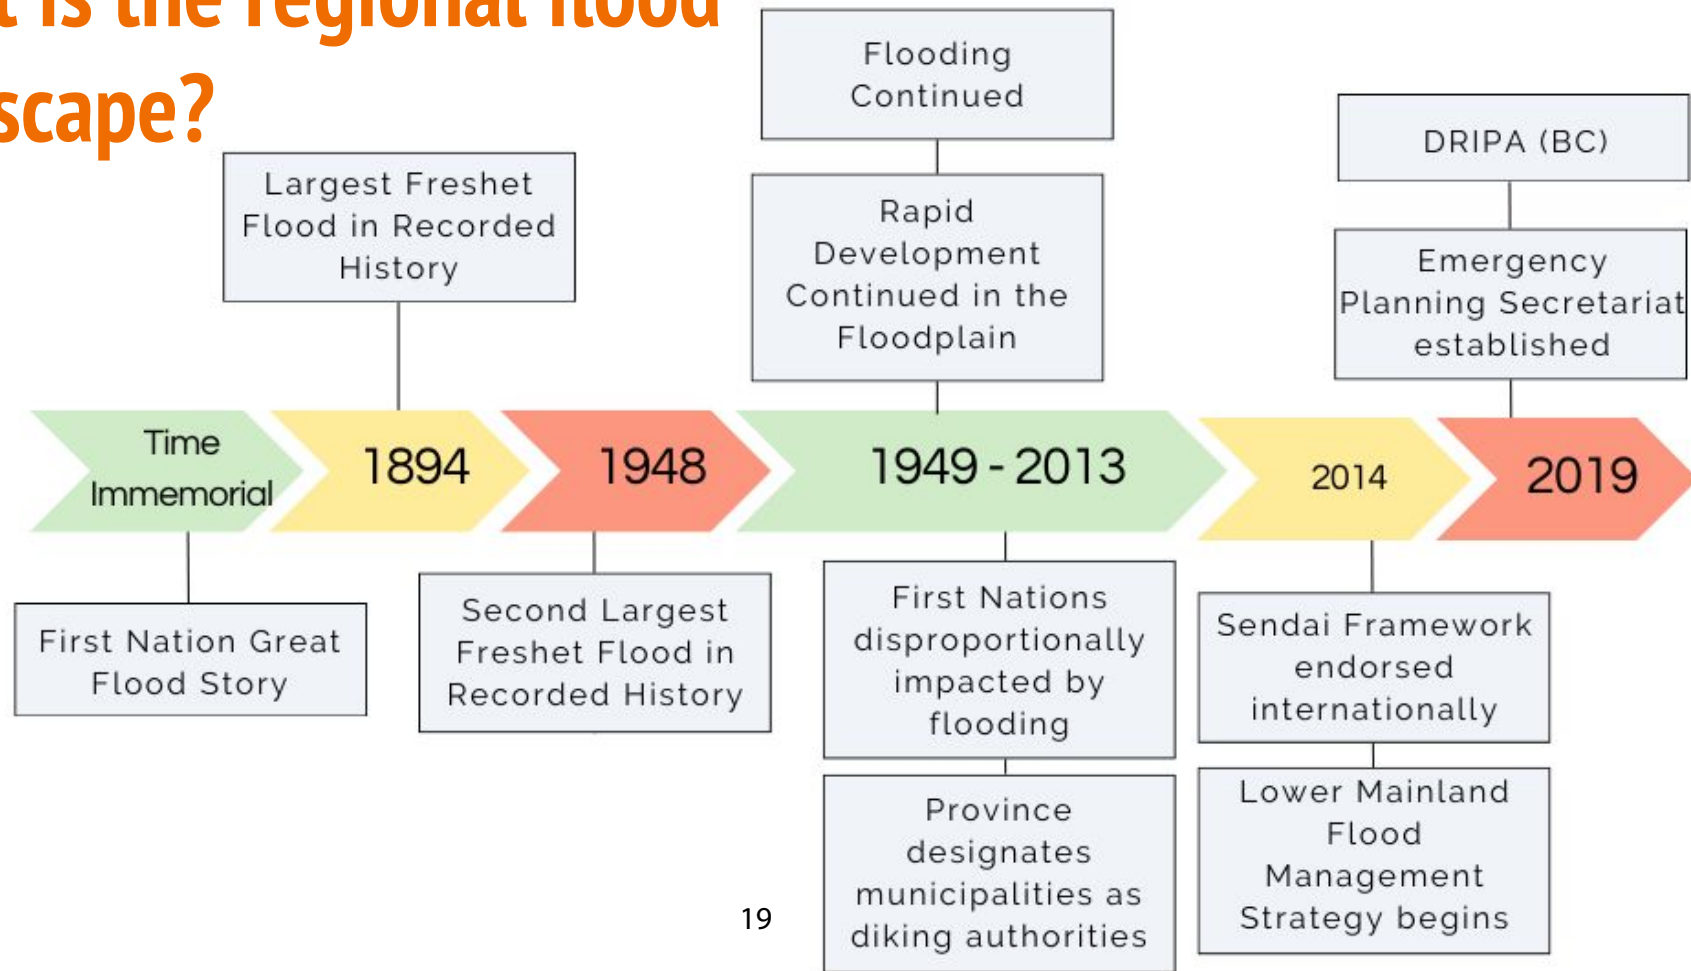 t is the regional flood
scape?
Largest Freshet
Flood in Recorded
History
Flooding
Continued
Rapid
Development
Continued in the
Floodplain
DRIPA (BC)
Emergency
Planning Secretariat
established
Time
Immemorial
1894
1948
1949 - 2013
2014
2019
First Nation Great
Flood Story
Second Largest
Freshet Flood in
Recorded History
First Nations
disproportionally
impacted by
flooding
Province
designates
municipalities as
diking authorities
Sendai Framework
endorsed
internationally
Lower Mainland
Flood
Management
Strategy begins
19